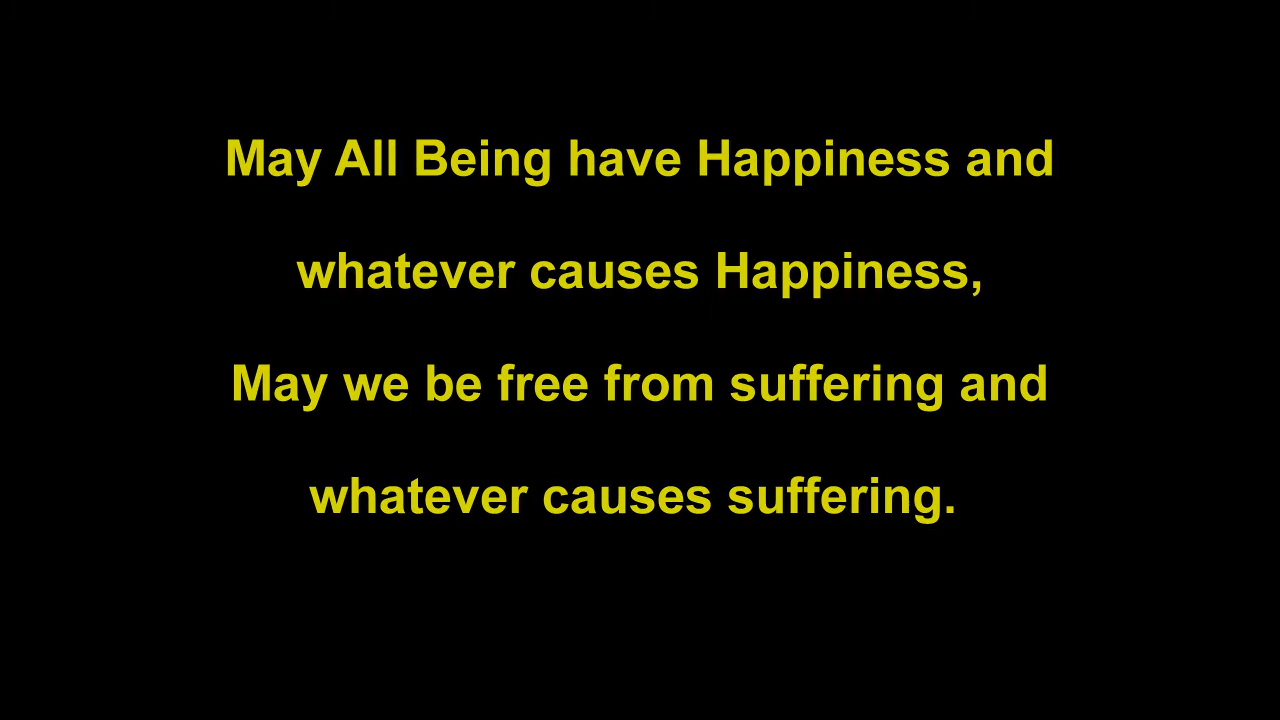 May All Being have Happiness and
whatever causes Happiness,
May we be free from suffering and
whatever causes suffering.